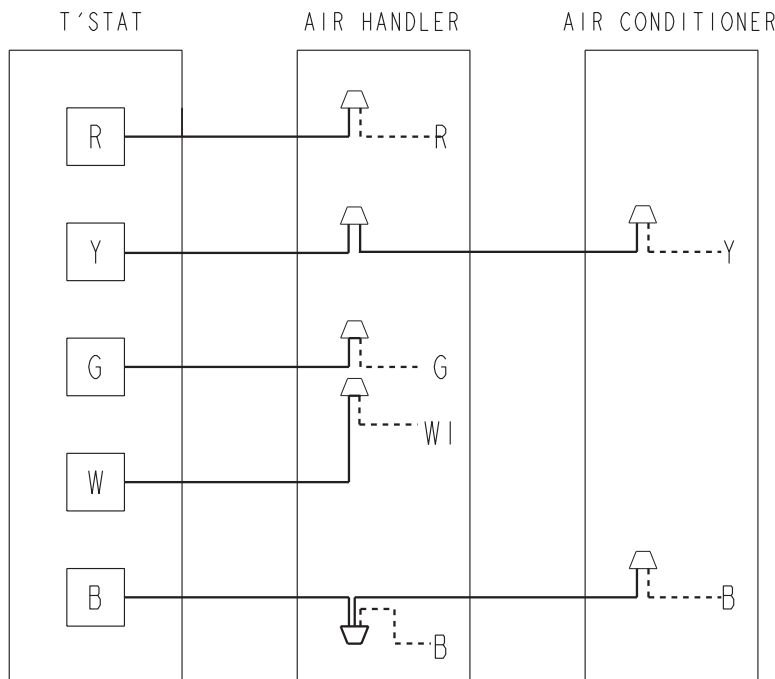 T´STAT AIR HANDLER AIR CONDITIONER
R R
Y Y
G G
W1
W
B B
B